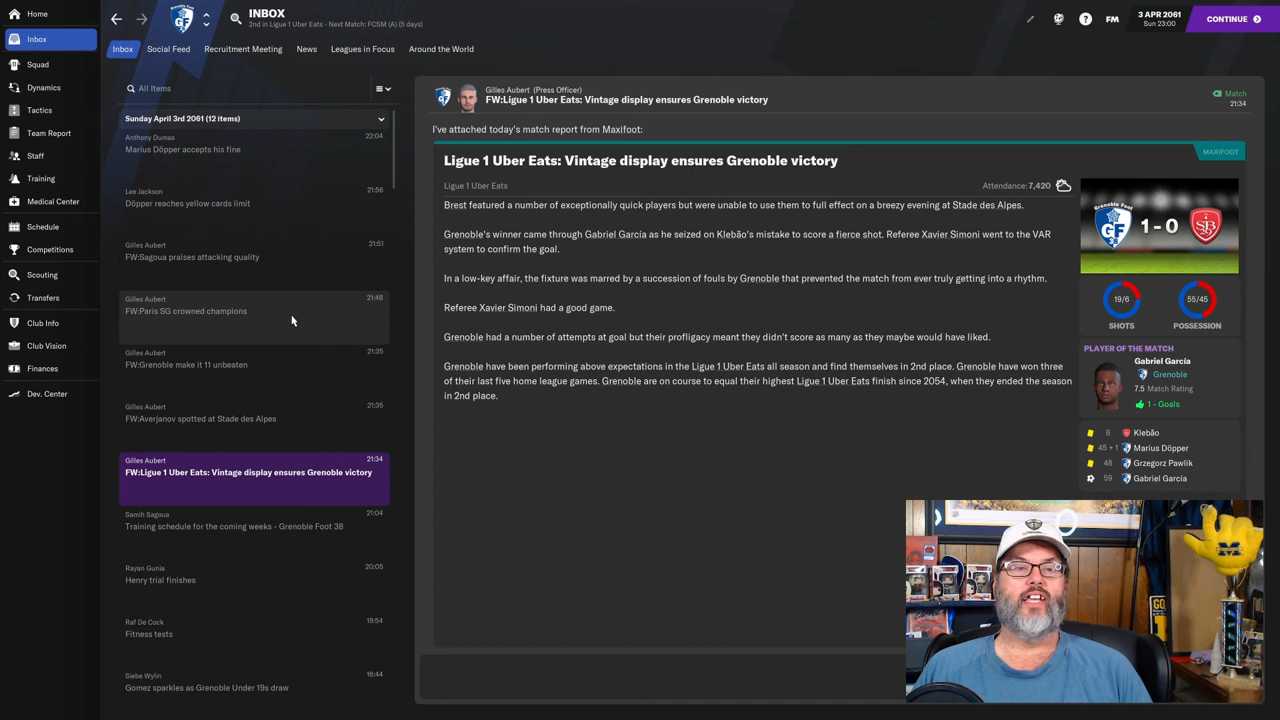 Home
Inbox
Squad
Dynamics
Tactics
Team Report
Staff
Training
Medical Center
Schedule
Competitions
Scouting
Transfers
Club Info
Club Vision
Finances
Dev. Center
INBOX
2nd in Ligue 1 Uber Eats - Next Match: FCSM (A) (5 days)
FM
3 APR 2061
Sun 23:00
CONTINUE
Inbox
Social Feed
Recruitment Meeting
News
Leagues in Focus
Around the World
All Items
Sunday April 3rd 2061 (12 items)
Anthony Dumas 22:04
Marius Döpper accepts his fine
Lee Jackson 21:56
Döpper reaches yellow cards limit
Gilles Aubert 21:51
FW:Sagoua praises attacking quality
Gilles Aubert 21:48
FW:Paris SG crowned champions
Gilles Aubert 21:35
FW:Grenoble make it 11 unbeaten
Gilles Aubert 21:35
FW:Averjanov spotted at Stade des Alpes
Gilles Aubert 21:34
FW:Ligue 1 Uber Eats: Vintage display ensures Grenoble victory
Samih Sagoua 21:04
Training schedule for the coming weeks - Grenoble Foot 38
Rayan Gunia 20:05
Henry trial finishes
Raf De Cock 19:54
Fitness tests
Siebe Wylin 16:44
Gomez sparkles as Grenoble Under 19s draw
Gilles Aubert (Press Officer)
FW:Ligue 1 Uber Eats: Vintage display ensures Grenoble victory
Match
21:34
I've attached today's match report from Maxifoot:
MAXIFOOT
Ligue 1 Uber Eats: Vintage display ensures Grenoble victory
Ligue 1 Uber Eats Attendance: 7,420
Brest featured a number of exceptionally quick players but were unable to use them to full effect on a breezy evening at Stade des Alpes.
Grenoble's winner came through Gabriel García as he seized on Klebão's mistake to score a fierce shot. Referee Xavier Simoni went to the VAR
system to confirm the goal.
In a low-key affair, the fixture was marred by a succession of fouls by Grenoble that prevented the match from ever truly getting into a rhythm.
Referee Xavier Simoni had a good game.
Grenoble had a number of attempts at goal but their profligacy meant they didn't score as many as they maybe would have liked.
Grenoble have been performing above expectations in the Ligue 1 Uber Eats all season and find themselves in 2nd place. Grenoble have won three
of their last five home league games. Grenoble are on course to equal their highest Ligue 1 Uber Eats finish since 2054, when they ended the season
in 2nd place.
Grenoble Foot
GF
38
1 - 0
19/6
55/45
SHOTS
POSSESSION
PLAYER OF THE MATCH
Gabriel García
Grenoble
7.5 Match Rating
1 - Goals
6 Klebão
45 + 1 Marius Döpper
48 Grzegorz Pawlik
59 Gabriel García
M
GO